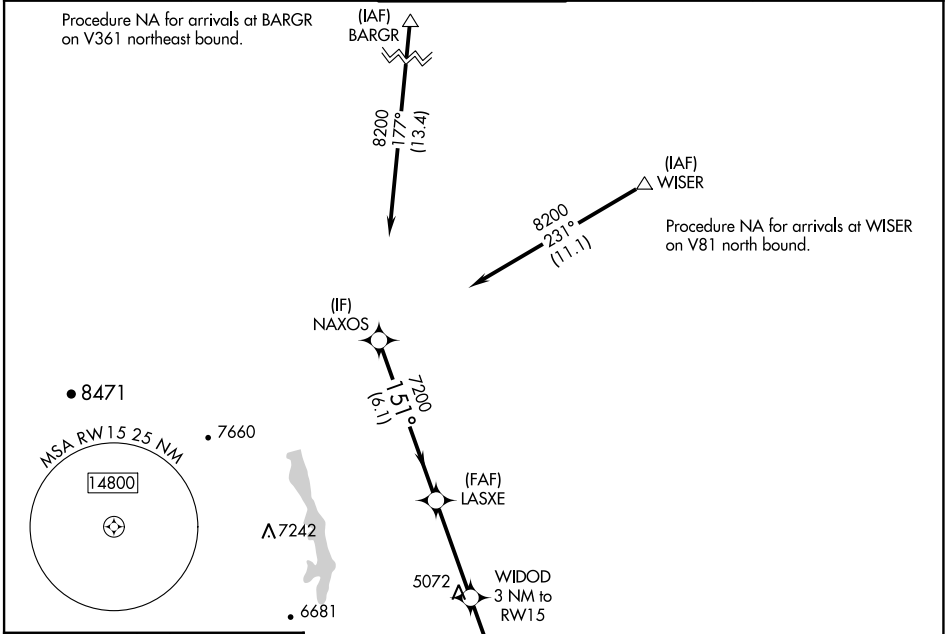 Procedure NA for arrivals at BARGR
on V361 northeast bound.
(IAF)
BARGR
8200
177°
(13.4)
(IAF)
WISER
8200
231°
(11.1)
Procedure NA for arrivals at WISER
on V81 north bound.
(IF)
NAXOS
7200
151°
(6.1)
8471
7660
MSA RW15 25 NM
14800
(FAF)
LASXE
7242
5072
WIDOD
3 NM to
RW15
6681